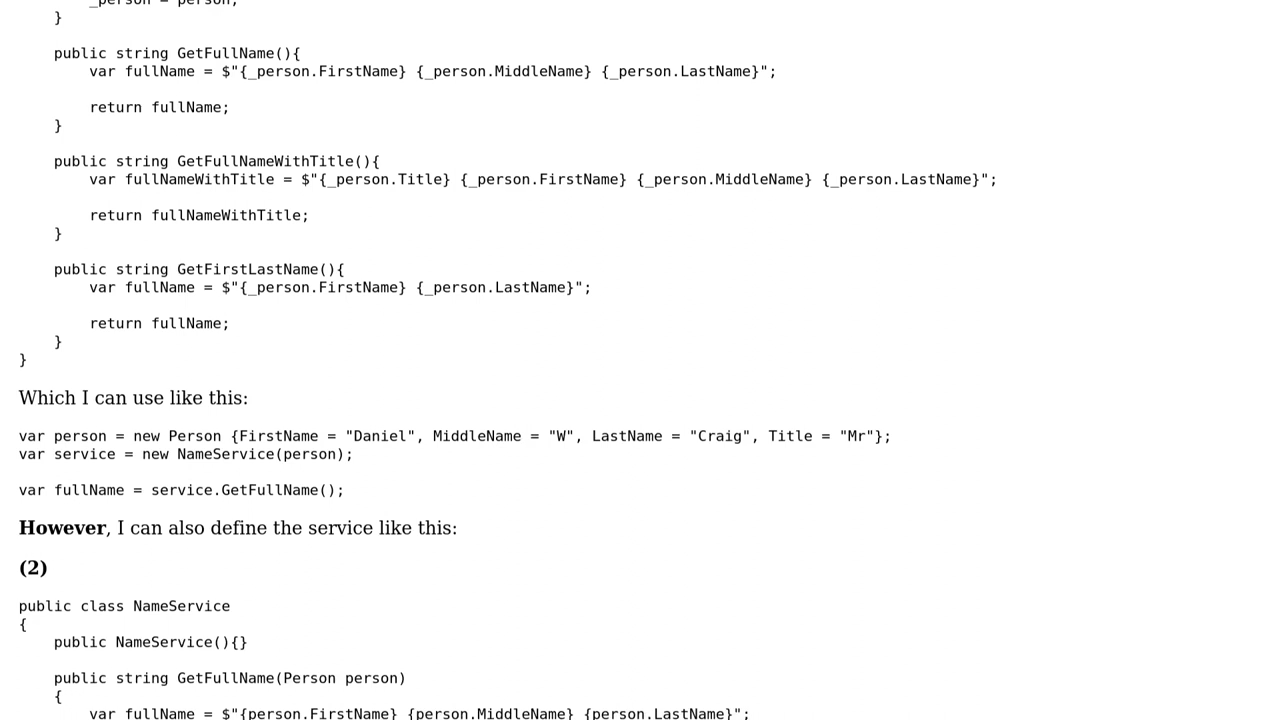 _person = person;
    }

    public string GetFullName(){
        var fullName = $"{_person.FirstName} {_person.MiddleName} {_person.LastName}";

        return fullName;
    }

    public string GetFullNameWithTitle(){
        var fullNameWithTitle = $"{_person.Title} {_person.FirstName} {_person.MiddleName} {_person.LastName}";

        return fullNameWithTitle;
    }

    public string GetFirstLastName(){
        var fullName = $"{_person.FirstName} {_person.LastName}";

        return fullName;
    }
}
Which I can use like this:
var person = new Person {FirstName = "Daniel", MiddleName = "W", LastName = "Craig", Title = "Mr"};
var service = new NameService(person);

var fullName = service.GetFullName();
However, I can also define the service like this:
(2)
public class NameService
{
    public NameService(){}

    public string GetFullName(Person person)
    {
        var fullName = $"{person.FirstName} {person.MiddleName} {person.LastName}";